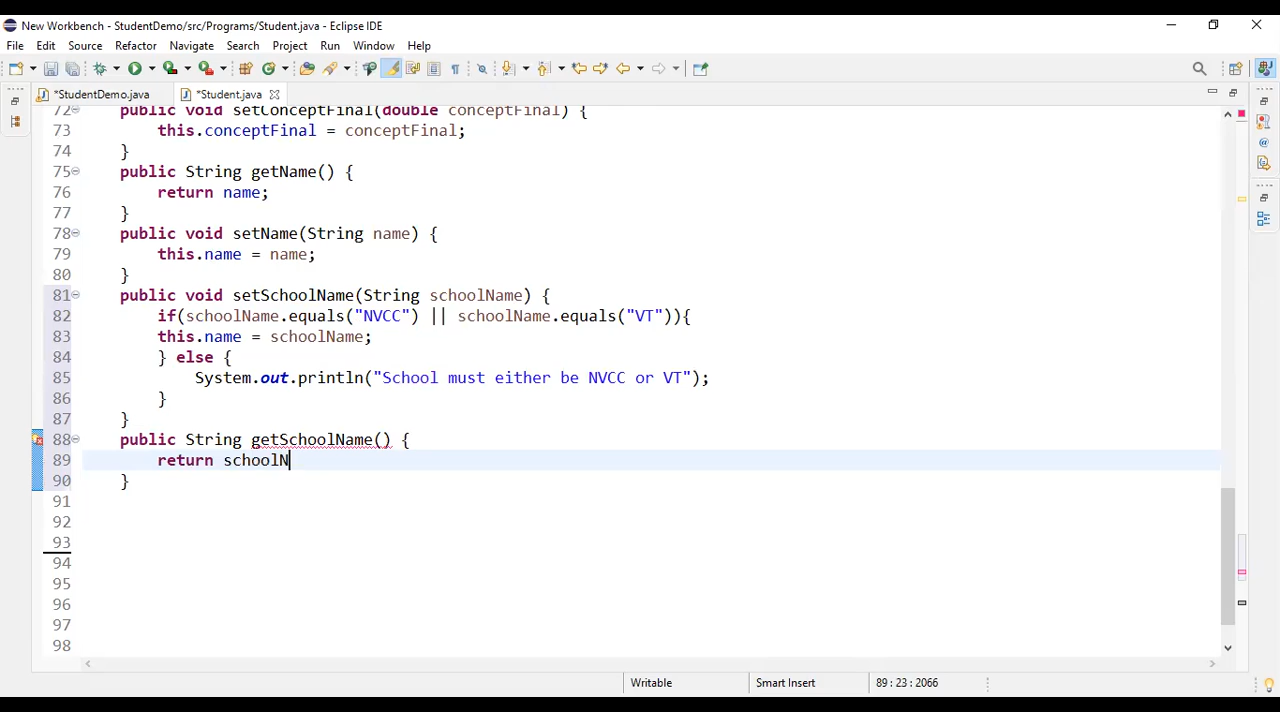 New Workbench - StudentDemo/src/Programs/Student.java - Eclipse IDE
File Edit Source Refactor Navigate Search Project Run Window Help
*StudentDemo.java *Student.java
72 public void setConceptFinal(double conceptFinal) {
73 this.conceptFinal = conceptFinal;
74 }
75 public String getName() {
76 return name;
77 }
78 public void setName(String name) {
79 this.name = name;
80 }
81 public void setSchoolName(String schoolName) {
82 if(schoolName.equals("NVCC") || schoolName.equals("VT")){
83 this.name = schoolName;
84 } else {
85 System.out.println("School must either be NVCC or VT");
86 }
87 }
88 public String getSchoolName() {
89 return schoolN
90 }
91
92
93
94
95
96
97
98
Writable Smart Insert 89 : 23 : 2066